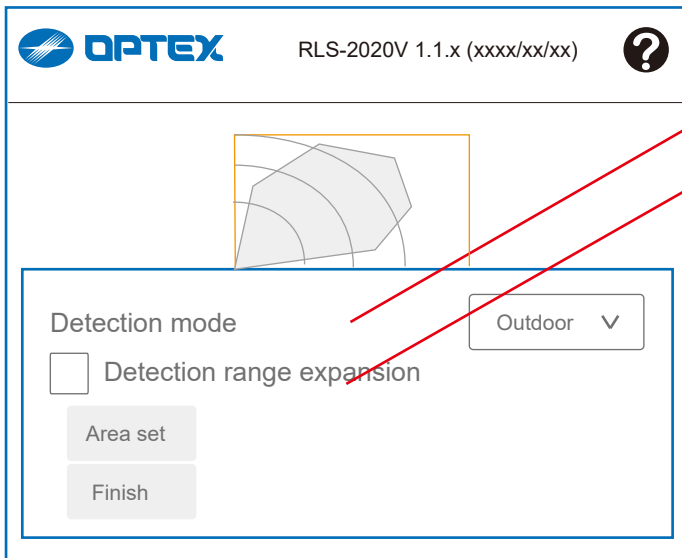 OPTEX
RLS-2020V 1.1.x (xxxx/xx/xx)
?
Detection mode
Outdoor
Detection range expansion
Area set
Finish